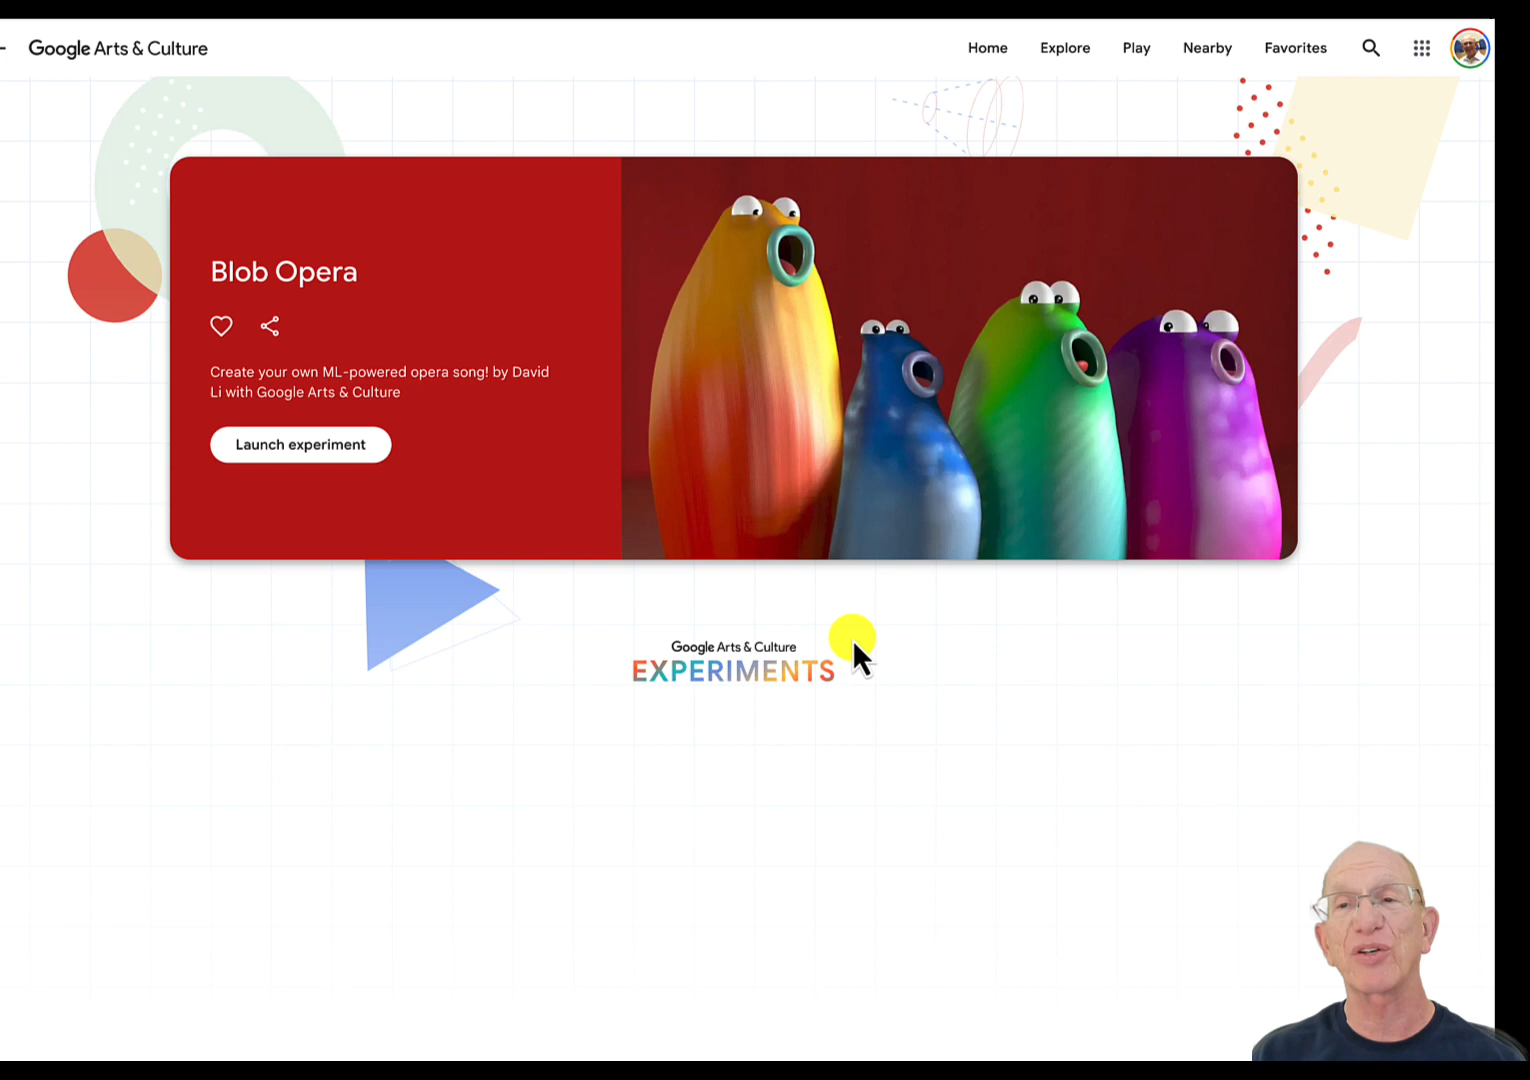 Google Arts & Culture
Home Explore Play Nearby Favorites
Blob Opera
Create your own ML-powered opera song! by David
Li with Google Arts & Culture
Launch experiment
Google Arts & Culture
EXPERIMENTS